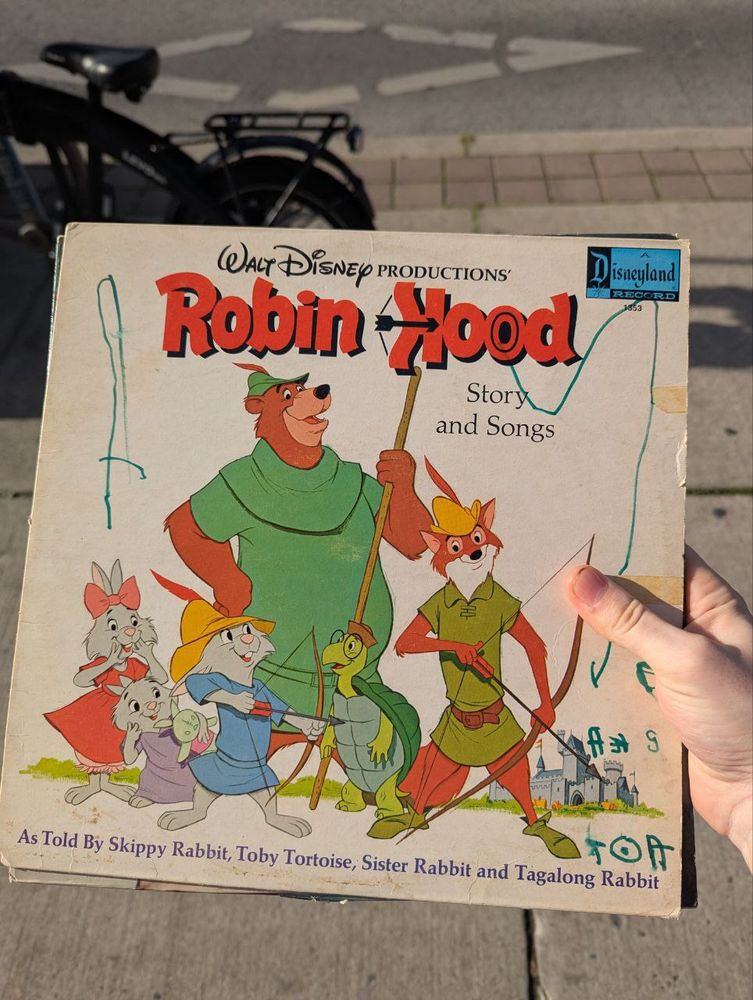 WALT DISNEY PRODUCTIONS'
Robin Hood
A
Disneyland
RECORD
1353
Story
and Songs
As Told By Skippy Rabbit, Toby Tortoise, Sister Rabbit and Tagalong Rabbit